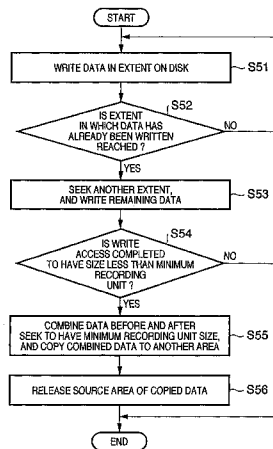 START
WRITE DATA IN EXTENT ON DISK
S51
S52
IS EXTENT
IN WHICH DATA HAS
ALREADY BEEN WRITTEN
REACHED ?
NO
YES
SEEK ANOTHER EXTENT,
AND WRITE REMAINING DATA
S53
S54
IS WRITE
ACCESS COMPLETED
TO HAVE SIZE LESS THAN MINIMUM
RECORDING
UNIT ?
NO
YES
COMBINE DATA BEFORE AND AFTER
SEEK TO HAVE MINIMUM RECORDING UNIT SIZE,
AND COPY COMBINED DATA TO ANOTHER AREA
S55
RELEASE SOURCE AREA OF COPIED DATA
S56
END